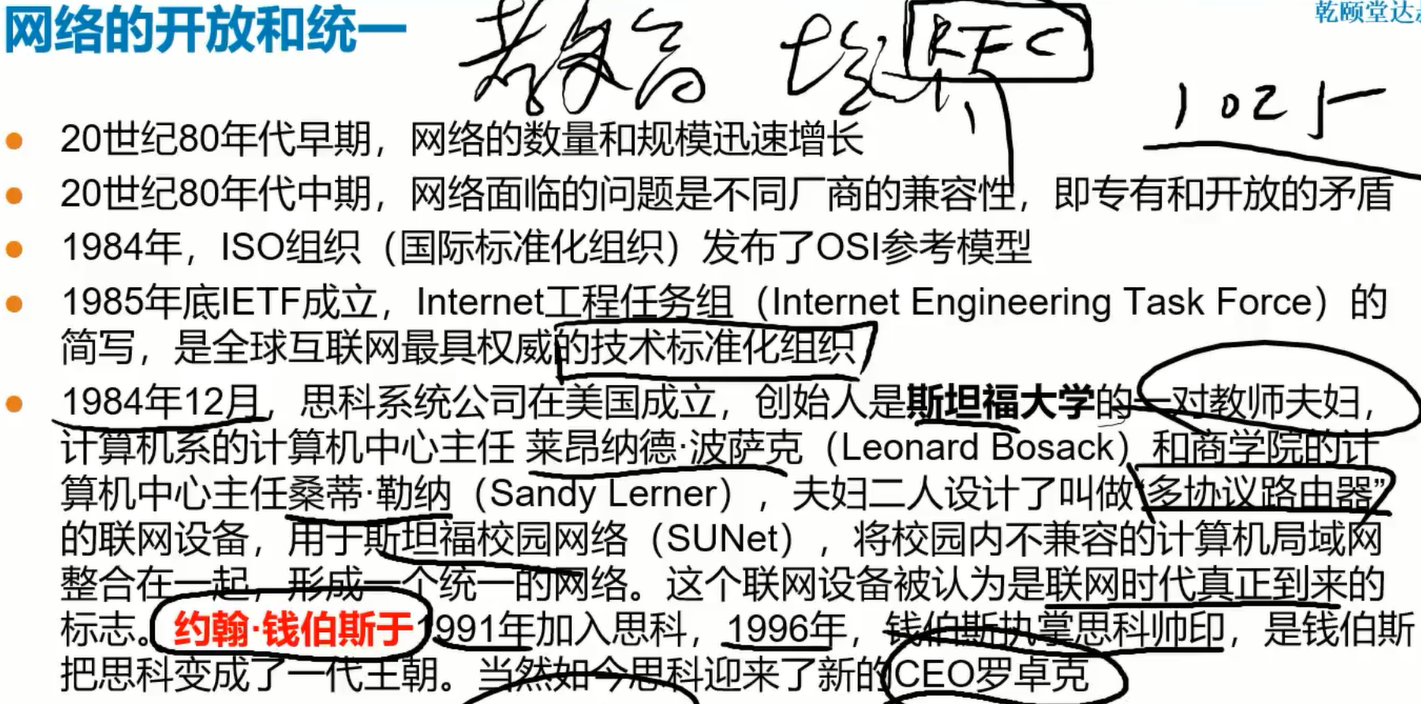 网络的开放和统一
乾颐堂达
教育 培 RFC
1025
20世纪80年代早期，网络的数量和规模迅速增长
20世纪80年代中期，网络面临的问题是不同厂商的兼容性，即专有和开放的矛盾
1984年，ISO组织（国际标准化组织）发布了OSI参考模型
1985年底IETF成立，Internet工程任务组（Internet Engineering Task Force）的
简写，是全球互联网最具权威的技术标准化组织
1984年12月，思科系统公司在美国成立，创始人是斯坦福大学的一对教师夫妇，
计算机系的计算机中心主任 莱昂纳德·波萨克（Leonard Bosack）和商学院的计
算机中心主任桑蒂·勒纳（Sandy Lerner），夫妇二人设计了叫做“多协议路由器”
的联网设备，用于斯坦福校园网络（SUNet），将校园内不兼容的计算机局域网
整合在一起，形成一个统一的网络。这个联网设备被认为是联网时代真正到来的
标志。约翰·钱伯斯于1991年加入思科，1996年，钱伯斯执掌思科帅印，是钱伯斯
把思科变成了一代王朝。当然如今思科迎来了新的CEO罗卓克